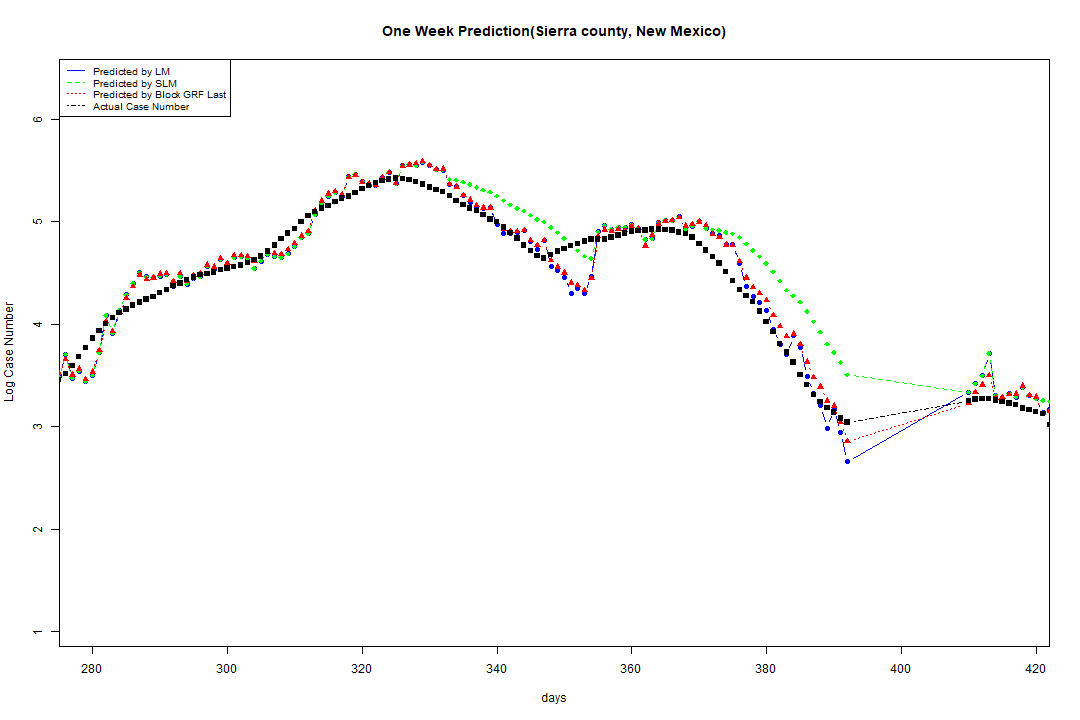 One Week Prediction(Sierra county, New Mexico)
Predicted by LM
Predicted by SLM
Predicted by Block GRF Last
Actual Case Number
Log Case Number
6
5
4
3
2
1
280 300 320 340 360 380 400 420
days